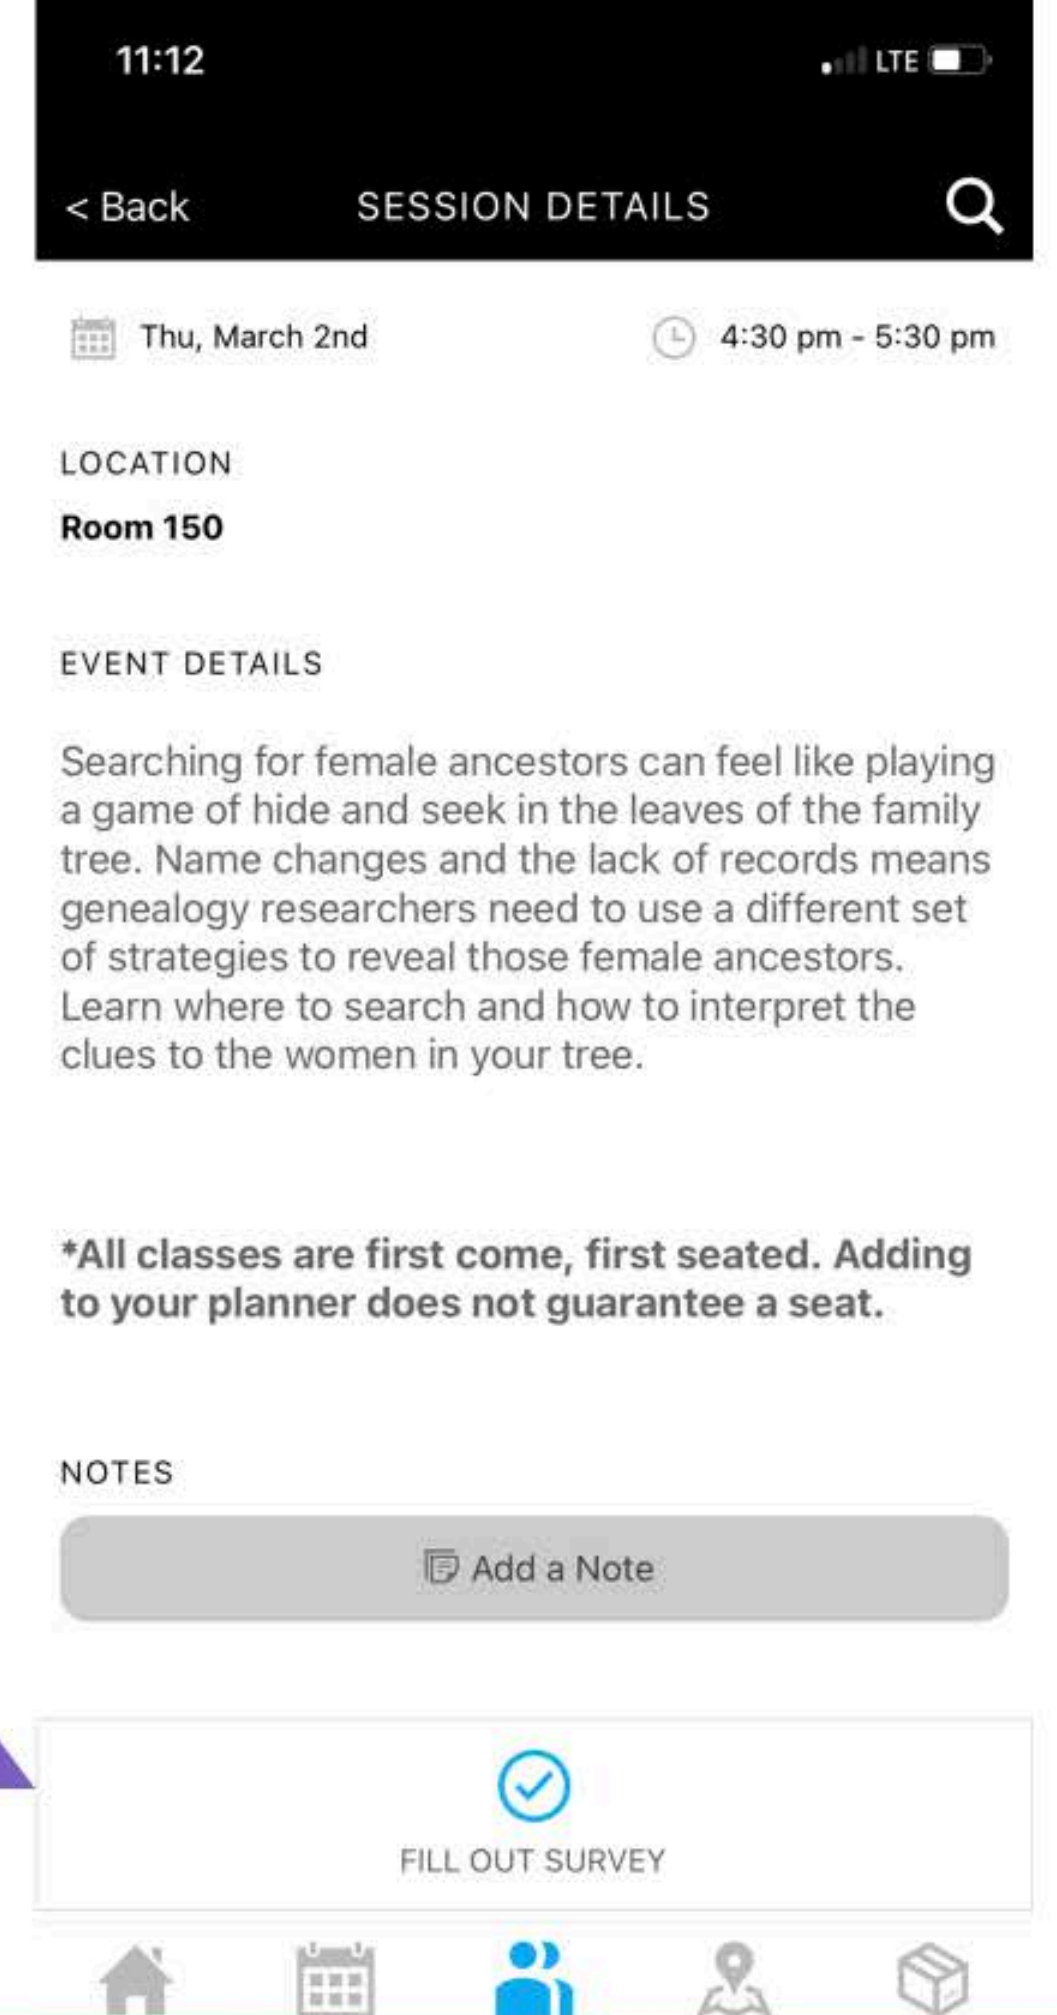 11:12
LTE
< Back
SESSION DETAILS
Thu, March 2nd
4:30 pm - 5:30 pm
LOCATION
Room 150
EVENT DETAILS
Searching for female ancestors can feel like playing
a game of hide and seek in the leaves of the family
tree. Name changes and the lack of records means
genealogy researchers need to use a different set
of strategies to reveal those female ancestors.
Learn where to search and how to interpret the
clues to the women in your tree.
*All classes are first come, first seated. Adding
to your planner does not guarantee a seat.
NOTES
Add a Note
FILL OUT SURVEY